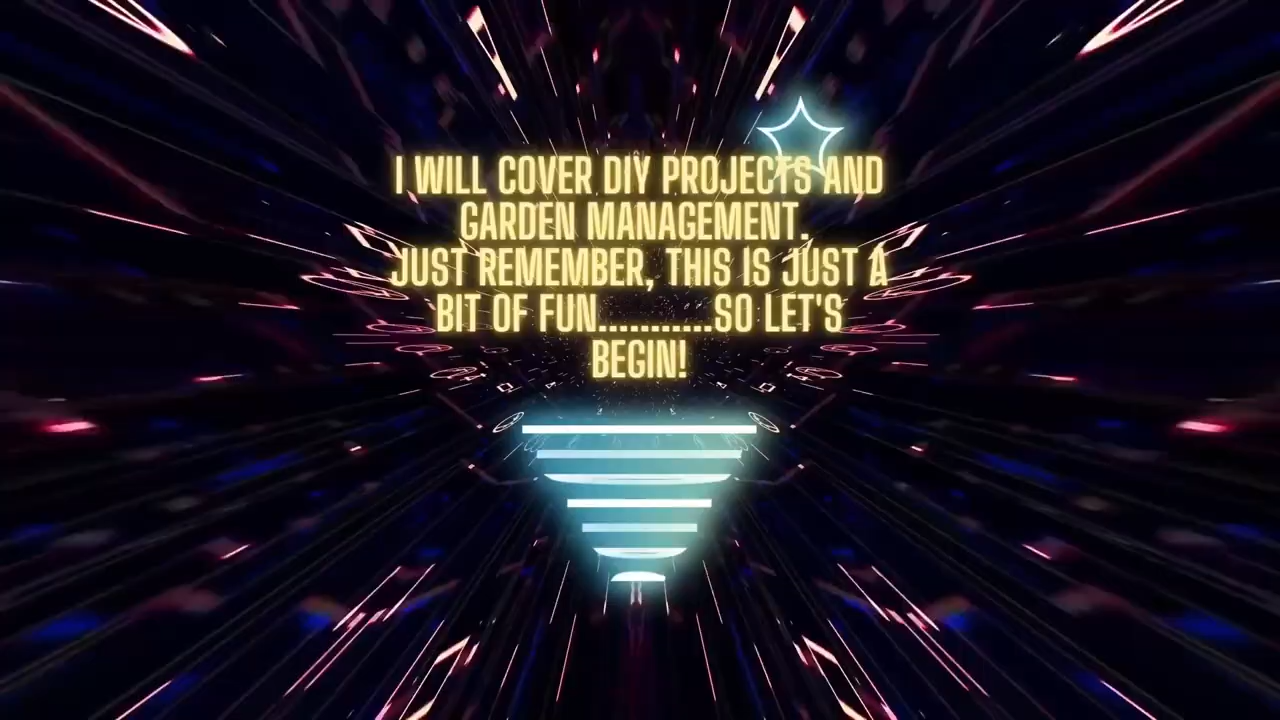 I WILL COVER DIY PROJECTS AND
GARDEN MANAGEMENT.
JUST REMEMBER, THIS IS JUST A
BIT OF FUN...........SO LET'S
BEGIN!